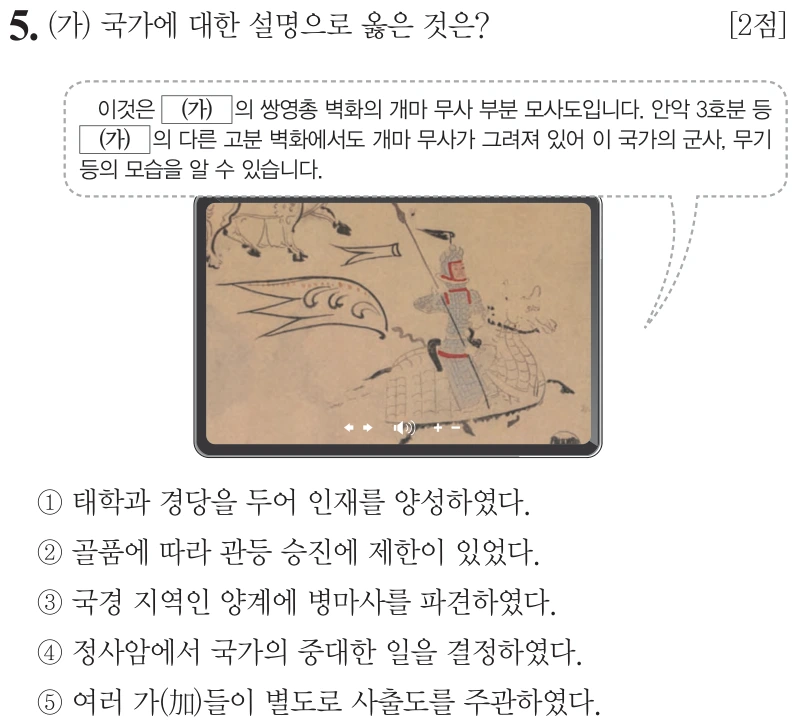 5. (가) 국가에 대한 설명으로 옳은 것은? [2점]
이것은 (가) 의 쌍영총 벽화의 개마 무사 부분 모사도입니다. 안악 3호분 등
(가) 의 다른 고분 벽화에서도 개마 무사가 그려져 있어 이 국가의 군사, 무기
등의 모습을 알 수 있습니다.
① 태학과 경당을 두어 인재를 양성하였다.
② 골품에 따라 관등 승진에 제한이 있었다.
③ 국경 지역인 양계에 병마사를 파견하였다.
④ 정사암에서 국가의 중대한 일을 결정하였다.
⑤ 여러 가(加)들이 별도로 사출도를 주관하였다.